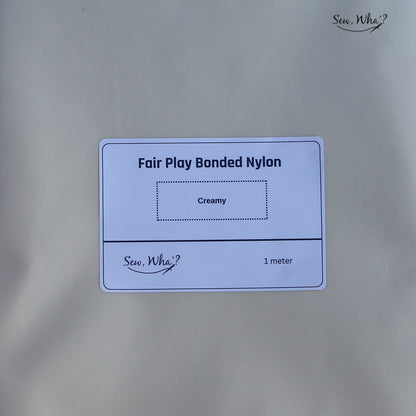 Sew, Wha'?
Fair Play Bonded Nylon
Creamy
Sew, Wha'?
1 meter